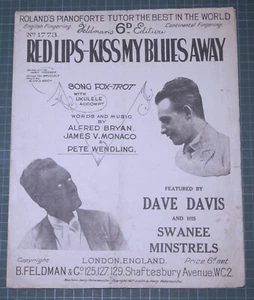 ROLAND'S PIANOFORTE TUTOR THE BEST IN THE WORLD
English Fingering
Continental Fingering
Feldman's 6D. Edition
No 1773
RED LIPS-KISS MY BLUES AWAY
SONG FOX-TROT
WITH
UKULELE
ACCOMPT
WORDS AND MUSIC
BY
ALFRED BRYAN,
JAMES V. MONACO
&
PETE WENDLING.
FEATURED BY
DAVE DAVIS
AND HIS
SWANEE
MINSTRELS
Copyright
LONDON, ENGLAND.
Price 6d. net.
B. FELDMAN & Co 125, 127, 129, Shaftesbury Avenue, W.C.2.